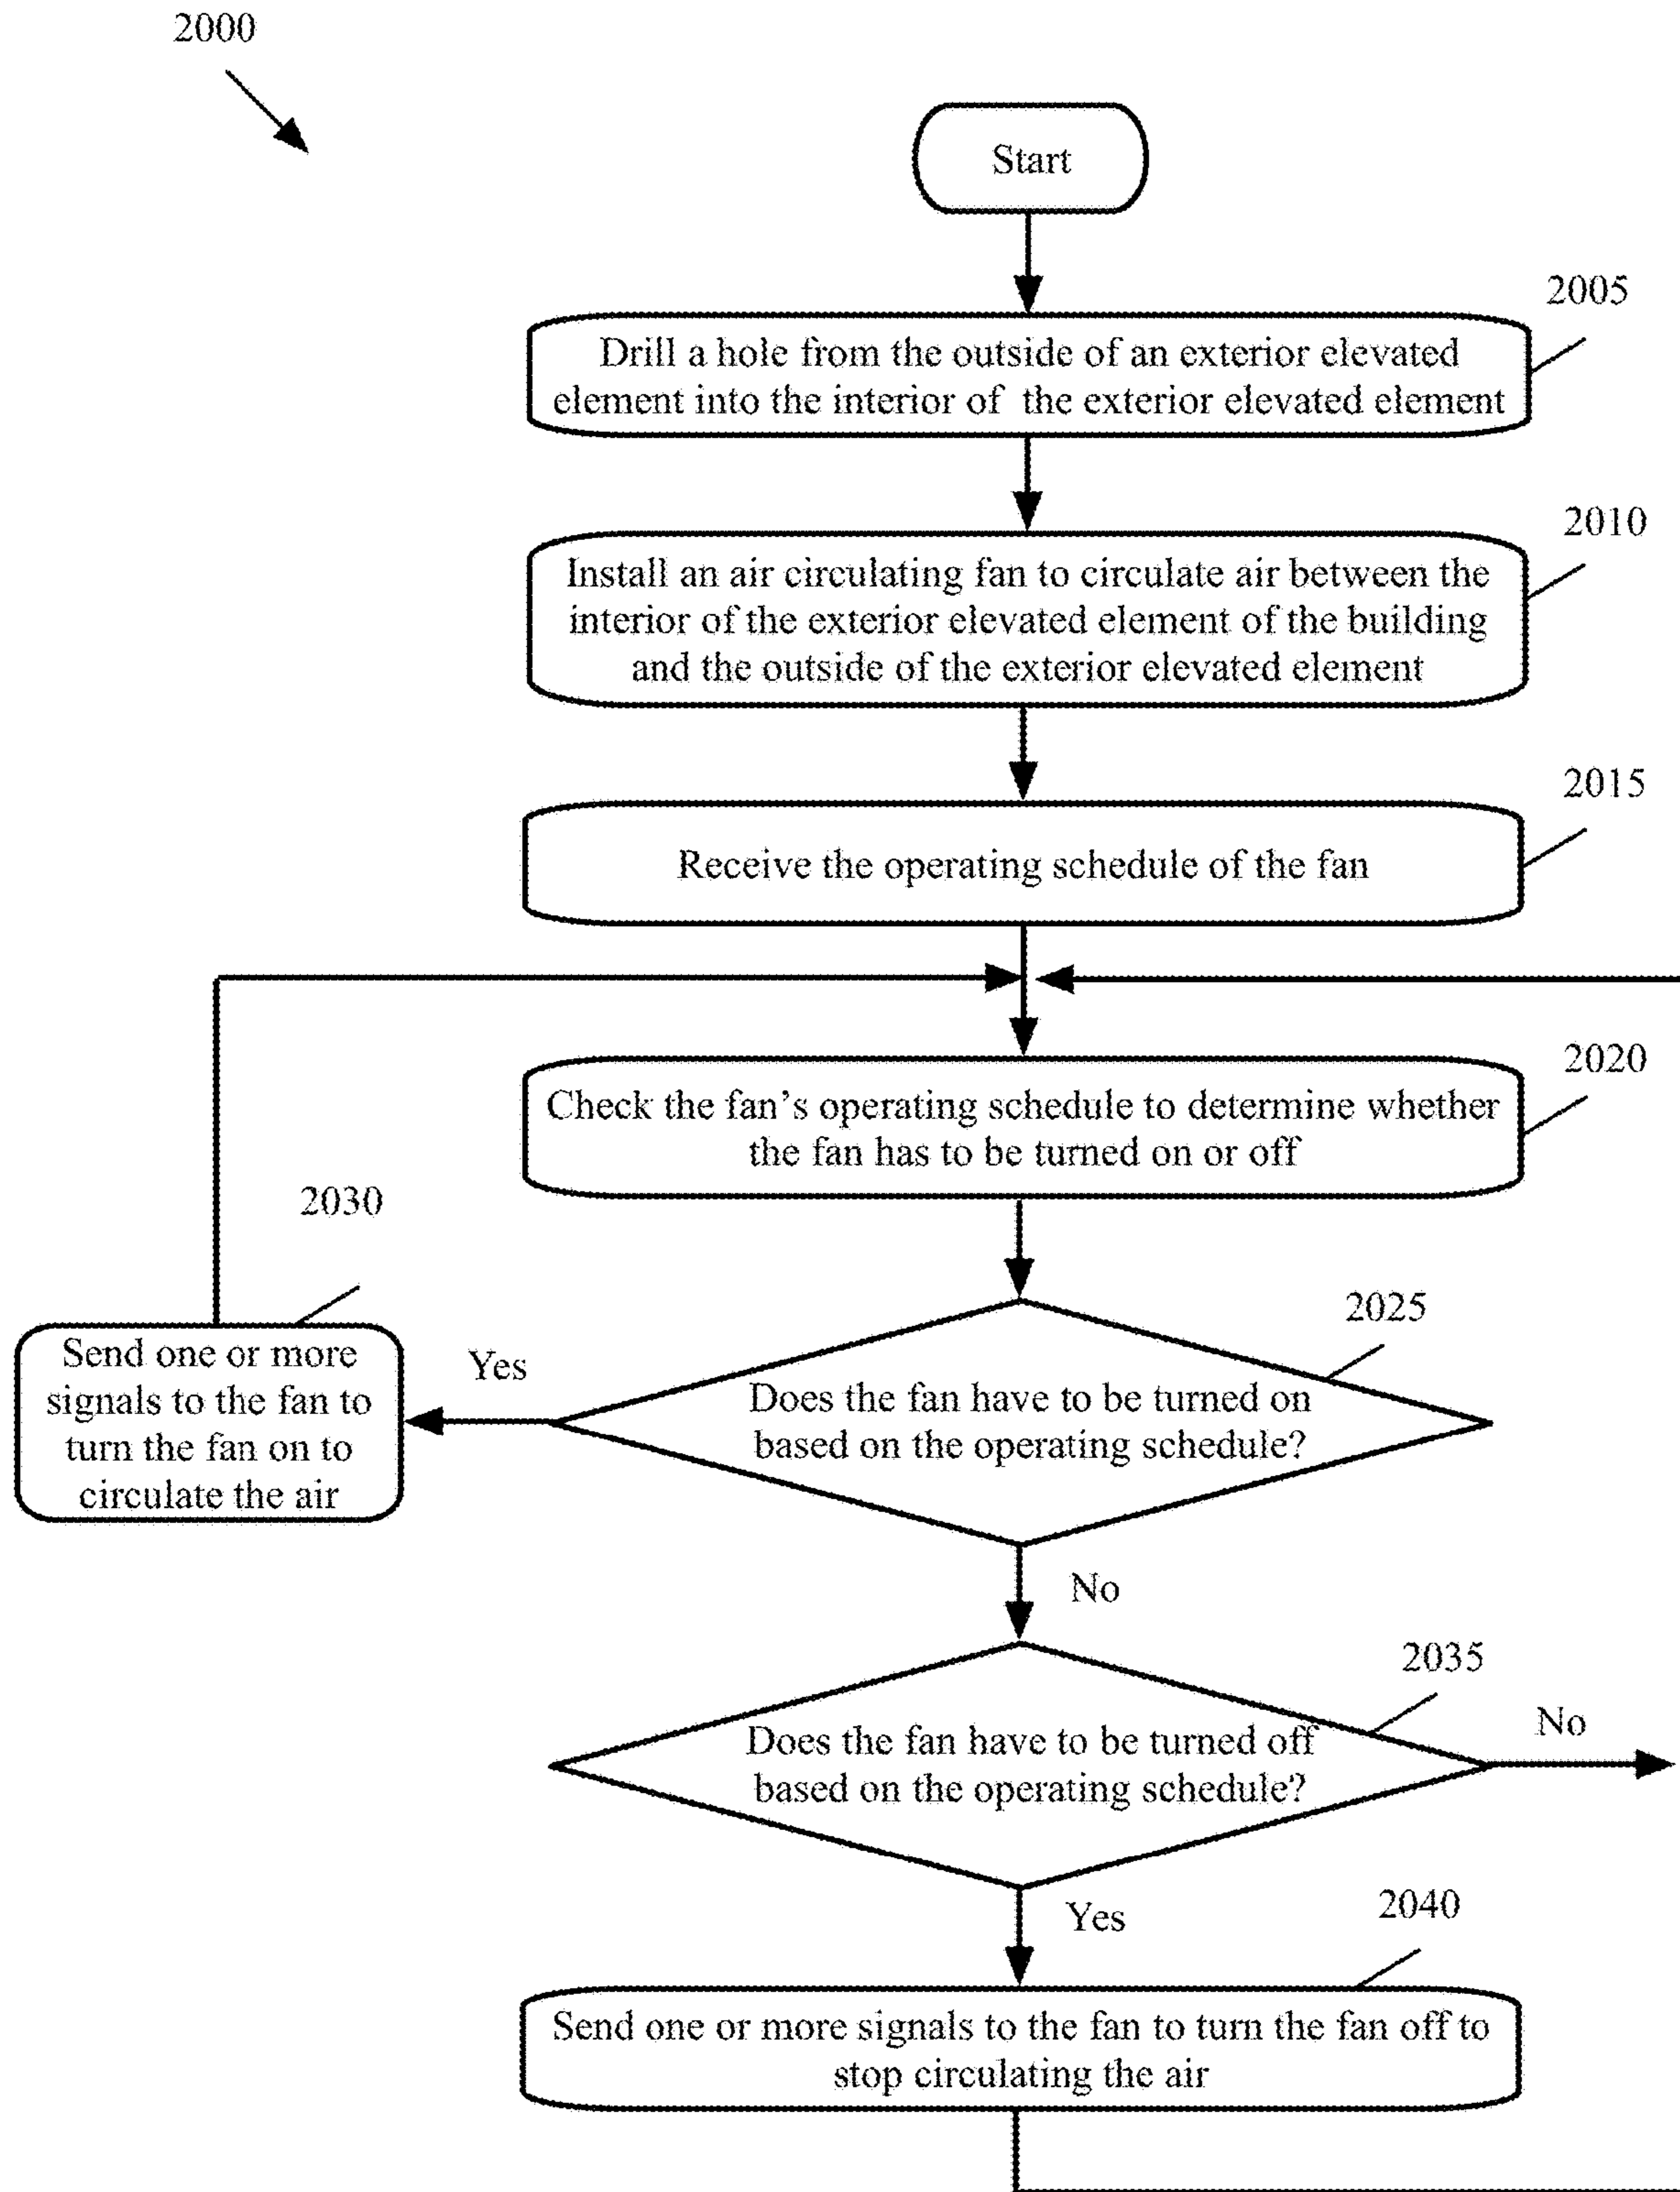 2000
Start
2005
Drill a hole from the outside of an exterior elevated
element into the interior of the exterior elevated element
2010
Install an air circulating fan to circulate air between the
interior of the exterior elevated element of the building
and the outside of the exterior elevated element
2015
Receive the operating schedule of the fan
2020
Check the fan’s operating schedule to determine whether
the fan has to be turned on or off
2030
Send one or more
signals to the fan to
turn the fan on to
circulate the air
Yes
2025
Does the fan have to be turned on
based on the operating schedule?
No
2035
Does the fan have to be turned off
based on the operating schedule?
No
Yes
2040
Send one or more signals to the fan to turn the fan off to
stop circulating the air